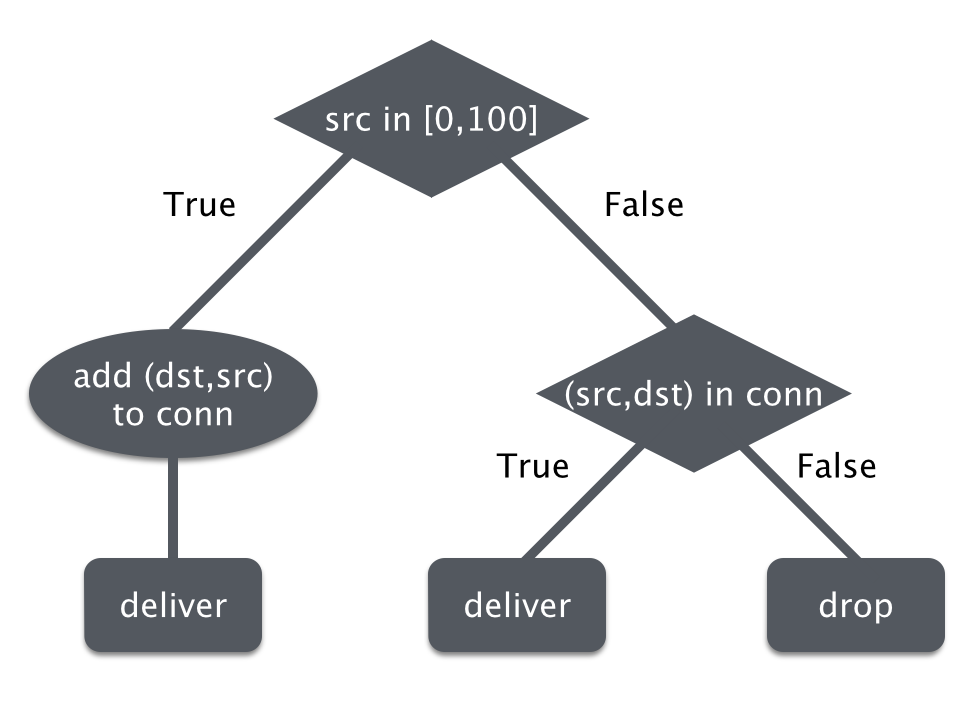 src in [0,100]
True
False
add (dst,src)
to conn
(src,dst) in conn
True
False
deliver
deliver
drop